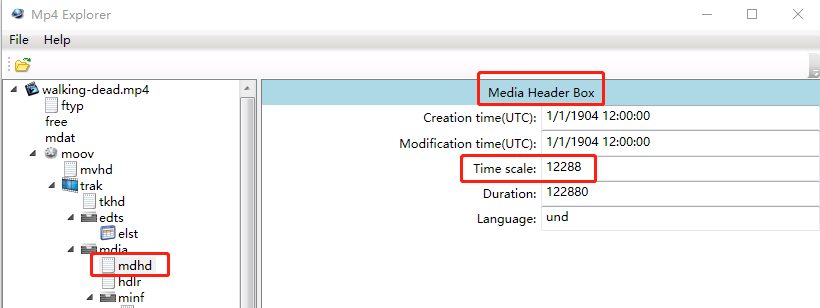 Mp4 Explorer
File Help
walking-dead.mp4
ftyp
free
mdat
moov
mvhd
trak
tkhd
edts
elst
mdia
mdhd
hdlr
minf
Media Header Box
Creation time(UTC): 1/1/1904 12:00:00
Modification time(UTC): 1/1/1904 12:00:00
Time scale: 12288
Duration: 122880
Language: und